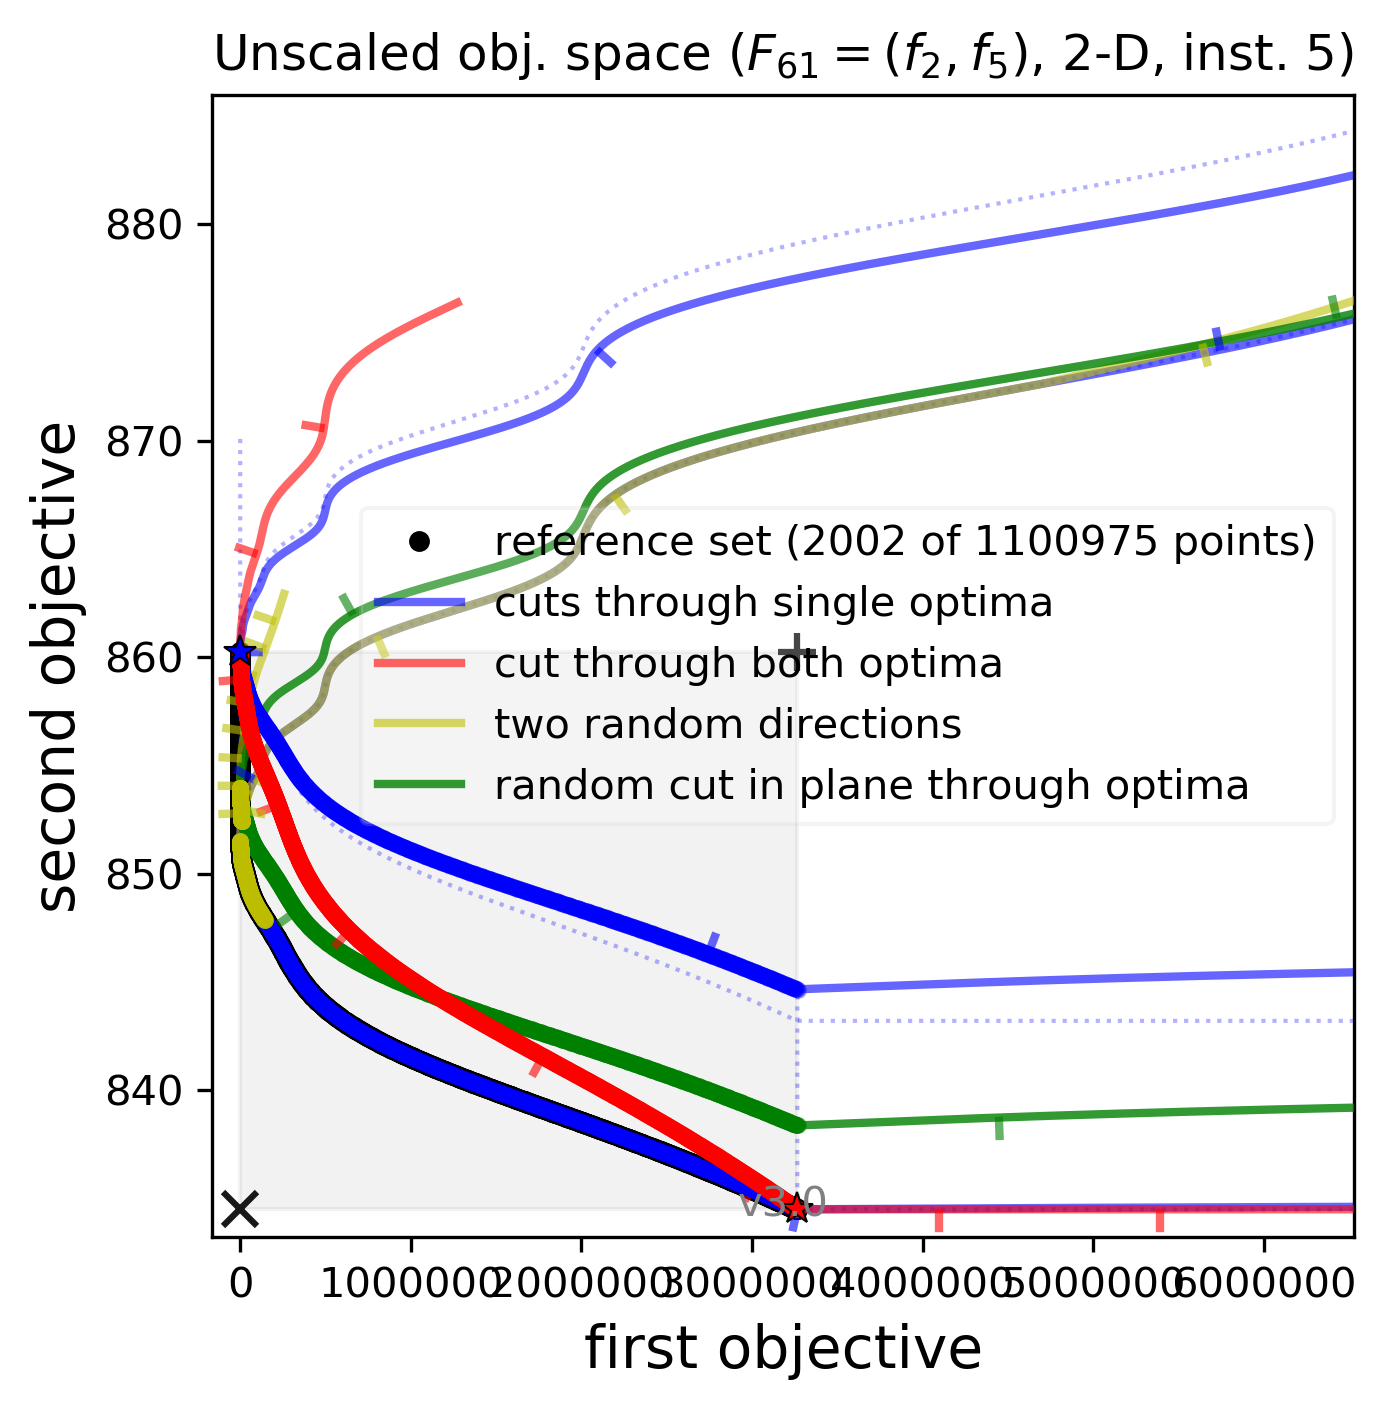 Unscaled obj. space (F₆₁ = (f₂, f₅), 2-D, inst. 5)
880
870
860
850
840
second objective
reference set (2002 of 1100975 points)
cuts through single optima
cut through both optima
two random directions
random cut in plane through optima
v3.0
0 1000000 2000000 3000000 4000000 5000000 6000000
first objective